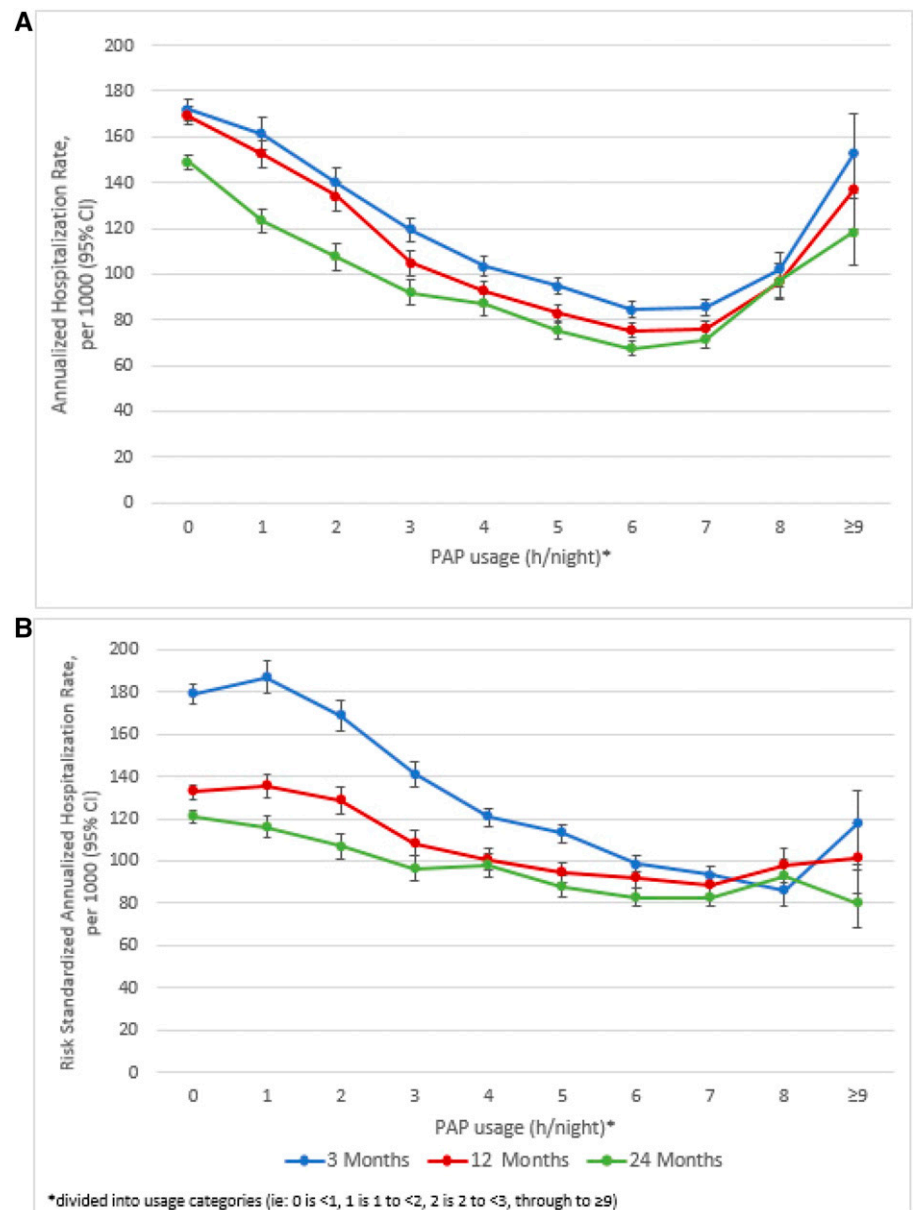 A
200
180
160
140
120
100
80
60
40
20
0
Annualized Hospitalization Rate,
per 1000 (95% CI)
0 1 2 3 4 5 6 7 8 ≥9
PAP usage (h/night)*
B
200
180
160
140
120
100
80
60
40
20
0
Risk Standardized Annualized Hospitalization Rate,
per 1000 (95% CI)
0 1 2 3 4 5 6 7 8 ≥9
PAP usage (h/night)*
3 Months 12 Months 24 Months
*divided into usage categories (ie: 0 is <1, 1 is 1 to <2, 2 is 2 to <3, through to ≥9)